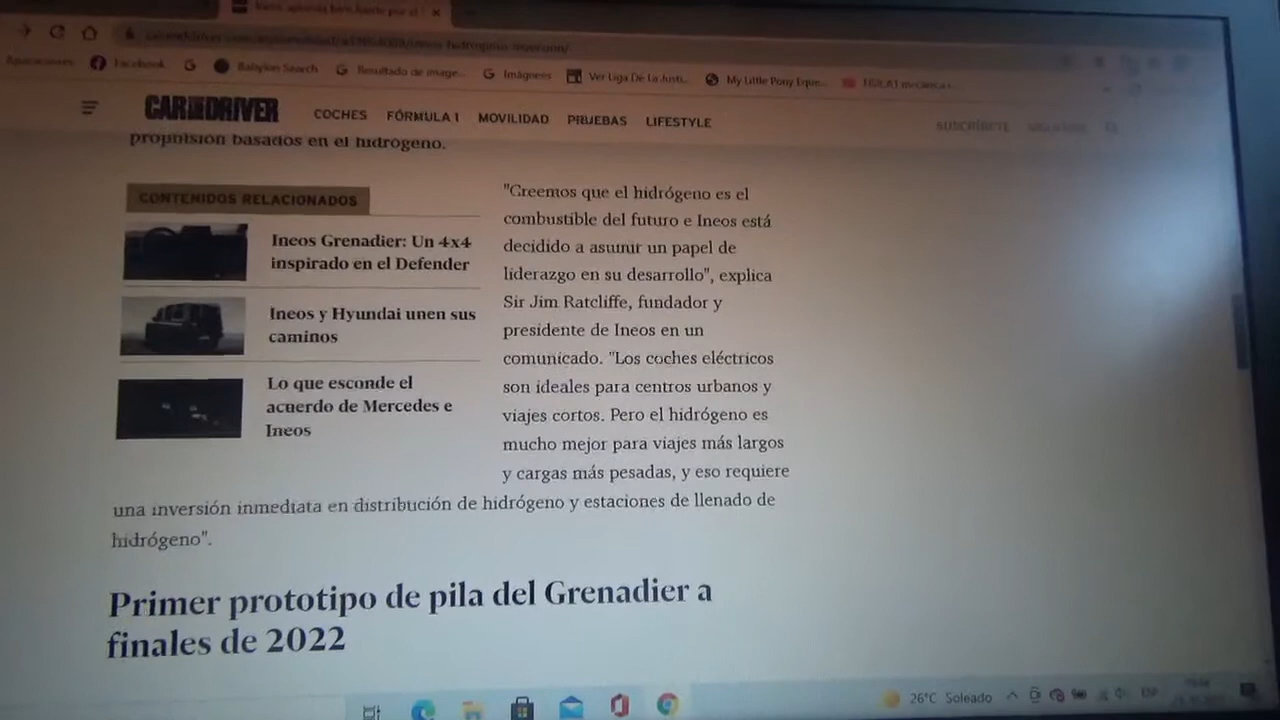 Facebook
Babylon Search
Resultado de image...
Imágnees
Ver Liga De La Justi...
My Little Pony Eque...
CAR AND DRIVER
COCHES
FÓRMULA 1
MOVILIDAD
PRUEBAS
LIFESTYLE
SUSCRÍBETE
propulsión basados en el hidrógeno.
CONTENIDOS RELACIONADOS
Ineos Grenadier: Un 4x4
inspirado en el Defender
Ineos y Hyundai unen sus
caminos
Lo que esconde el
acuerdo de Mercedes e
Ineos
"Creemos que el hidrógeno es el
combustible del futuro e Ineos está
decidido a asumir un papel de
liderazgo en su desarrollo", explica
Sir Jim Ratcliffe, fundador y
presidente de Ineos en un
comunicado. "Los coches eléctricos
son ideales para centros urbanos y
viajes cortos. Pero el hidrógeno es
mucho mejor para viajes más largos
y cargas más pesadas, y eso requiere
una inversión inmediata en distribución de hidrógeno y estaciones de llenado de
hidrógeno".
Primer prototipo de pila del Grenadier a
finales de 2022
26°C Soleado
ESP